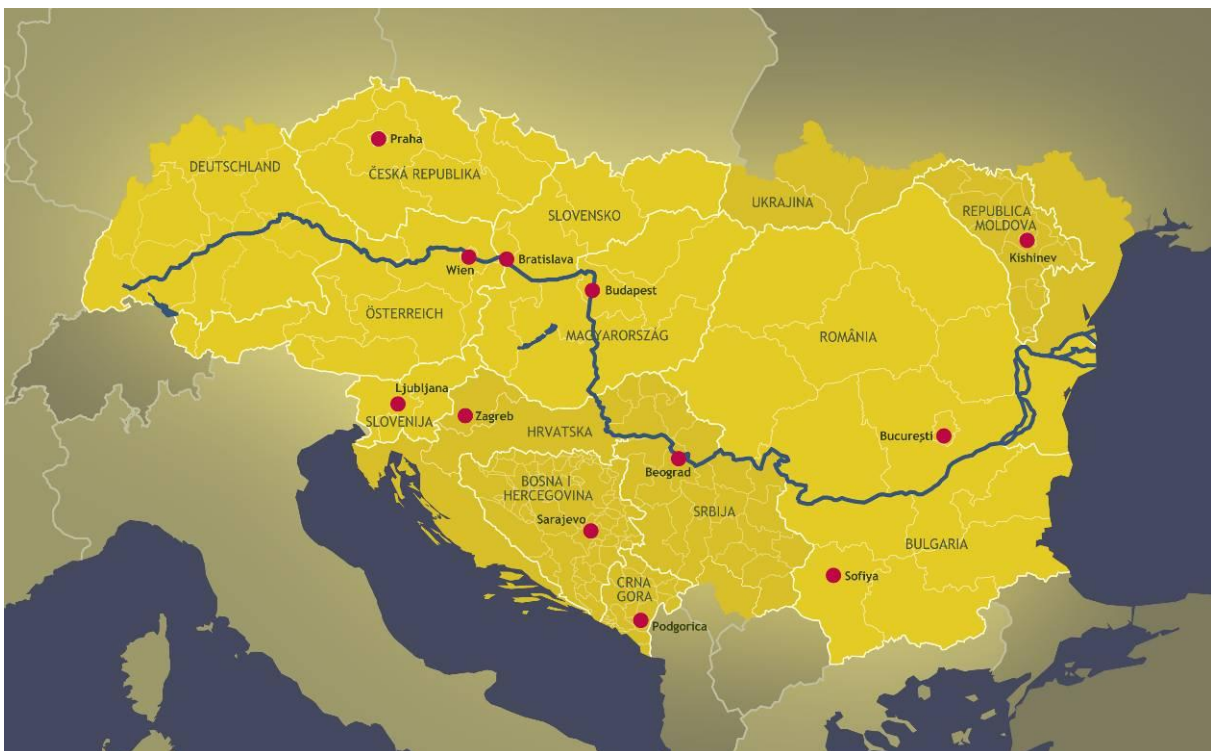 Praha
DEUTSCHLAND
ČESKÁ REPUBLIKA
UKRAJINA
SLOVENSKO
REPUBLICA
MOLDOVA
Kishinev
Wien
Bratislava
Budapest
ÖSTERREICH
MAGYARORSZÁG
ROMÂNIA
Ljubljana
SLOVENIJA
Zagreb
HRVATSKA
București
Beograd
BOSNA I
HERCEGOVINA
Sarajevo
SRBIJA
BULGARIA
Sofiya
CRNA
GORA
Podgorica